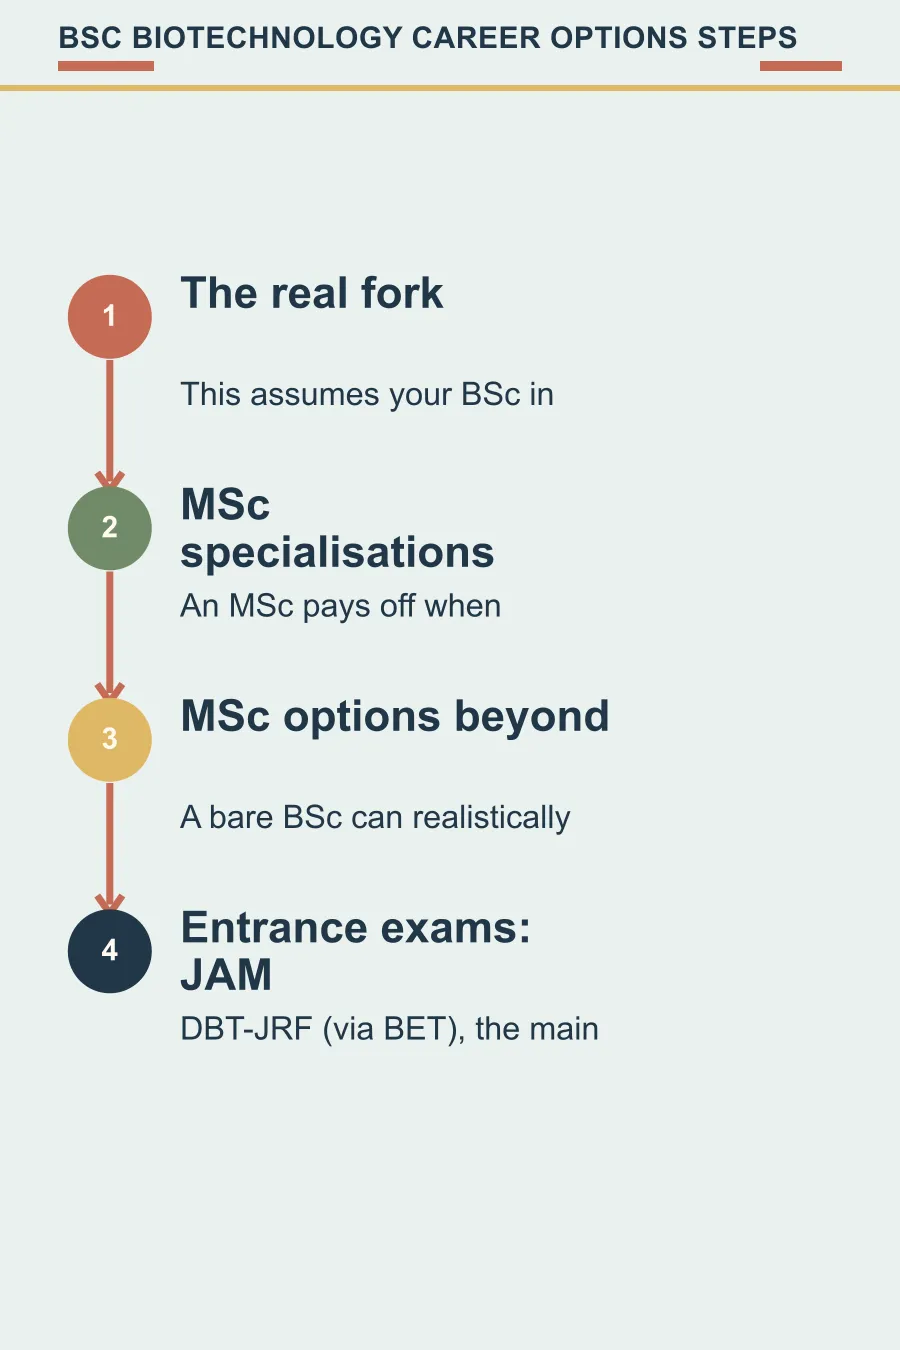 BSC BIOTECHNOLOGY CAREER OPTIONS STEPS
1
The real fork
This assumes your BSc in
2
MSc
specialisations
An MSc pays off when
3
MSc options beyond
A bare BSc can realistically
4
Entrance exams:
JAM
DBT-JRF (via BET), the main